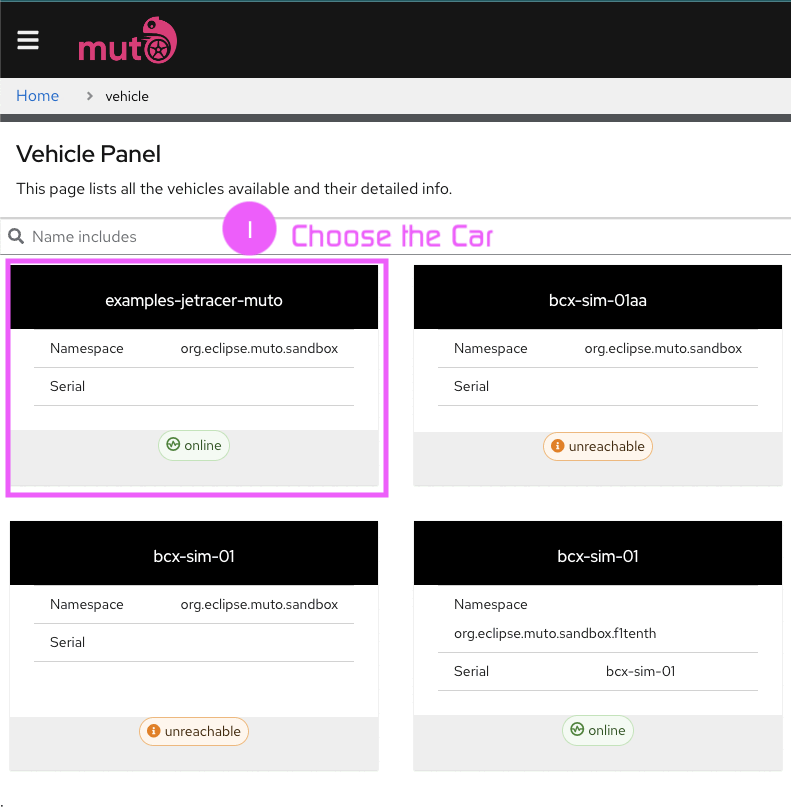 muto
Home > vehicle
Vehicle Panel
This page lists all the vehicles available and their detailed info.
Name includes
1 Choose the Car
examples-jetracer-muto
Namespace org.eclipse.muto.sandbox
Serial
online
bcx-sim-01aa
Namespace org.eclipse.muto.sandbox
Serial
unreachable
bcx-sim-01
Namespace org.eclipse.muto.sandbox
Serial
unreachable
bcx-sim-01
Namespace
org.eclipse.muto.sandbox.f1tenth
Serial bcx-sim-01
online